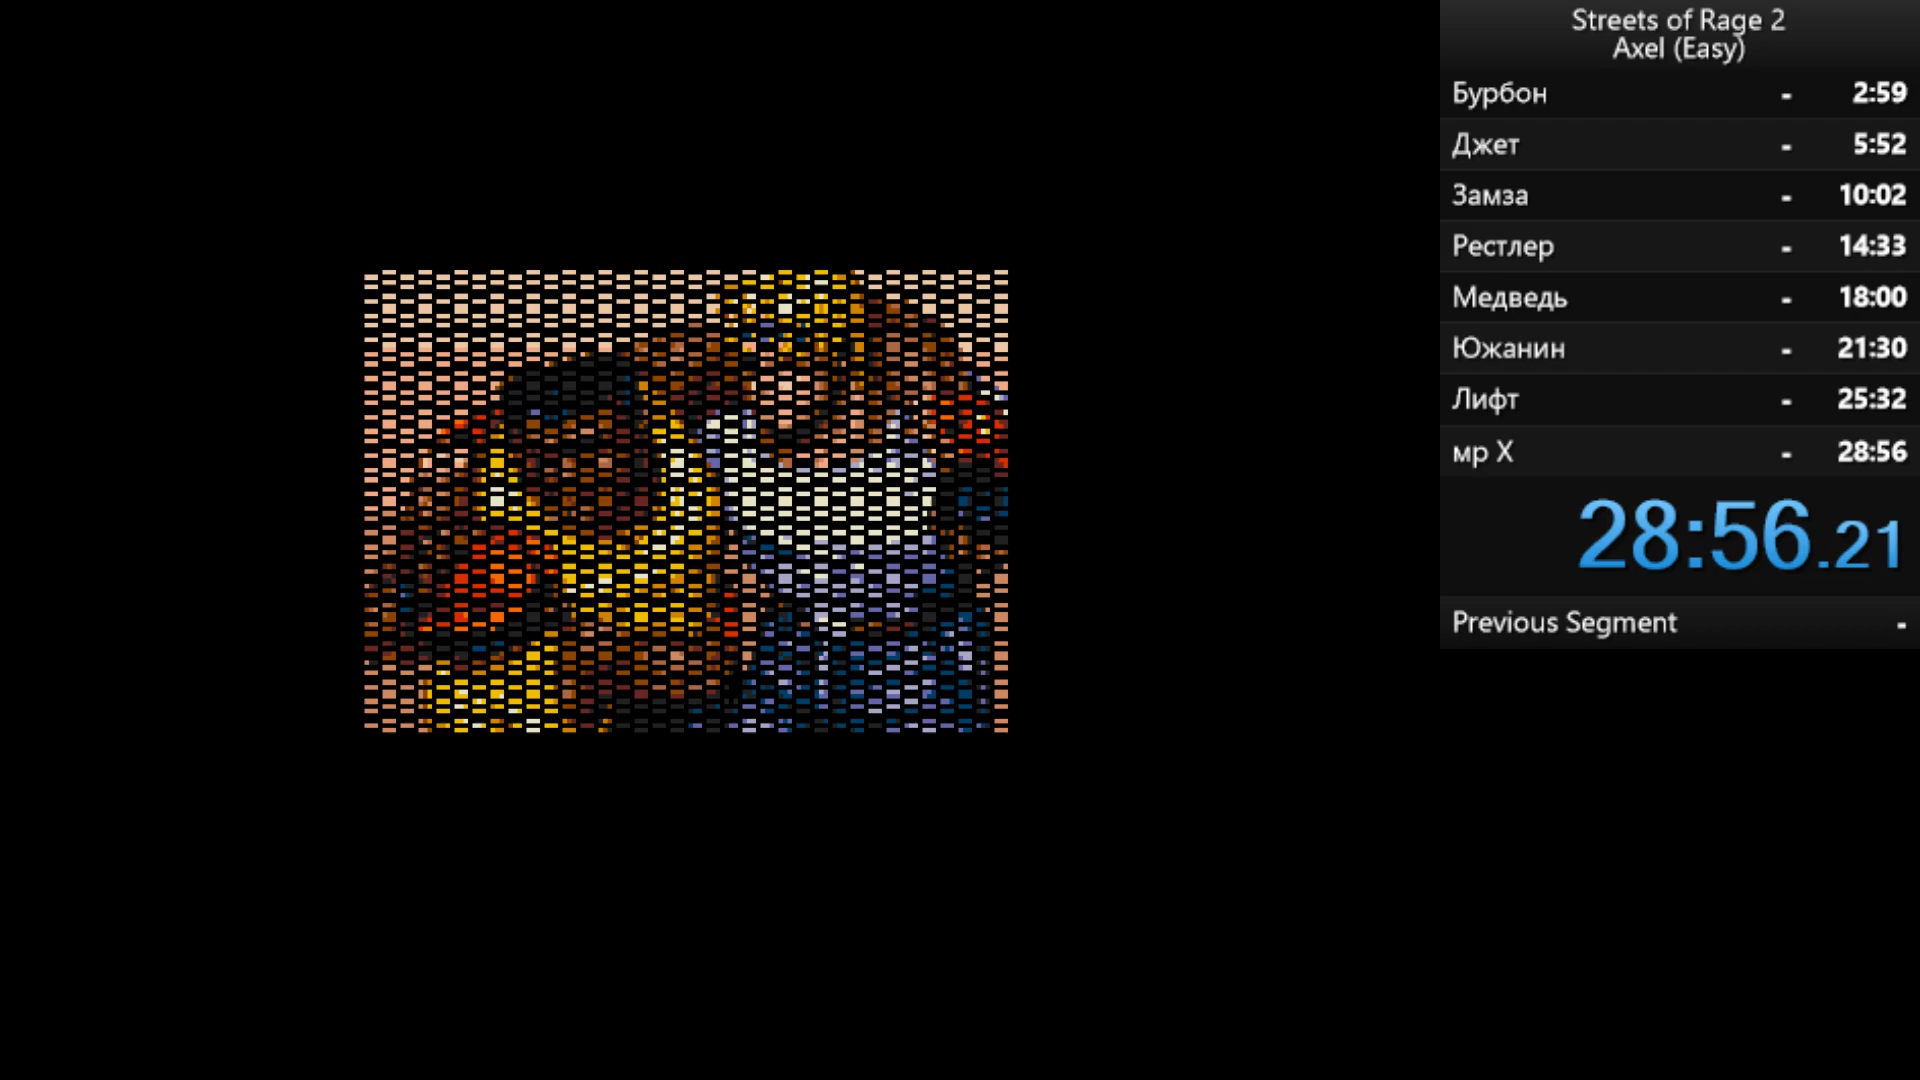 Streets of Rage 2
Axel (Easy)
Бурбон - 2:59
Джет - 5:52
Замза - 10:02
Рестлер - 14:33
Медведь - 18:00
Южанин - 21:30
Лифт - 25:32
мр Х - 28:56
28:56.21
Previous Segment -